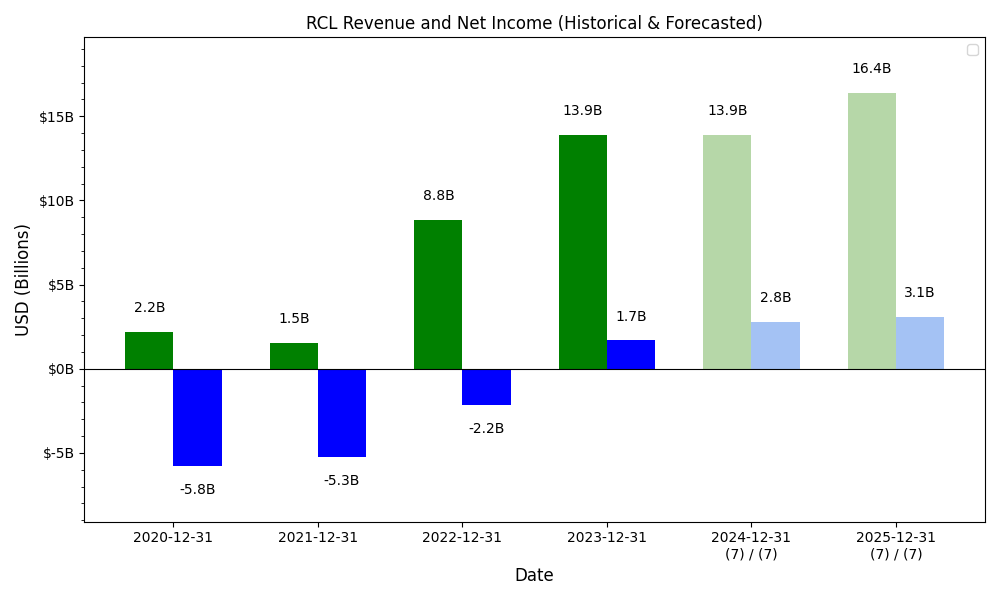 RCL Revenue and Net Income (Historical & Forecasted)
16.4B
13.9B
13.9B
$15B
8.8B
$10B
USD (Billions)
$5B
2.2B
1.5B
1.7B
2.8B
3.1B
$0B
-2.2B
$-5B
-5.3B
-5.8B
2020-12-31
2021-12-31
2022-12-31
2023-12-31
2024-12-31
(7) / (7)
2025-12-31
(7) / (7)
Date